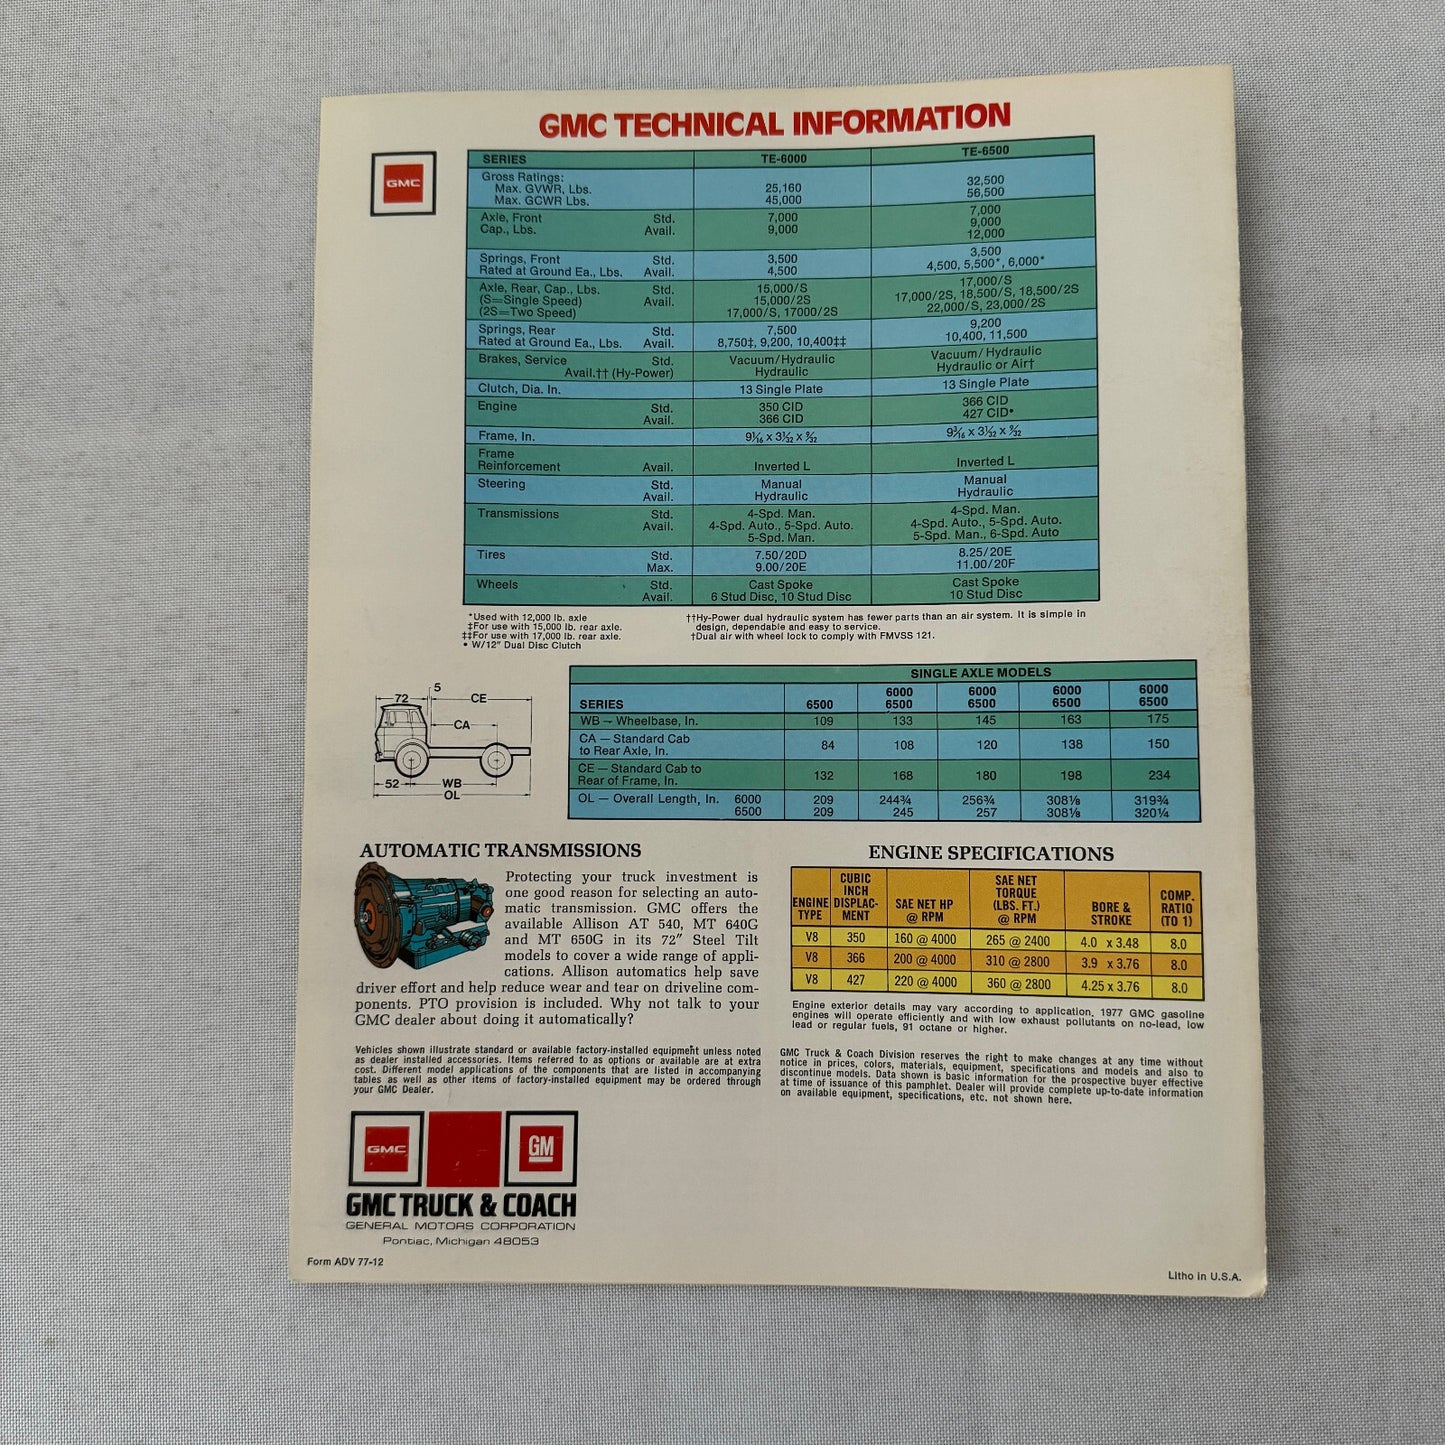 GMC TECHNICAL INFORMATION
GMC
SERIES TE-6000 TE-6500
Gross Ratings:
Max. GVWR, Lbs. 25,160 32,500
Max. GCWR Lbs. 45,000 56,500
Axle, Front Std. 7,000 7,000
Cap., Lbs. Avail. 9,000 9,000
12,000
Springs, Front Std. 3,500 3,500
Rated at Ground Ea., Lbs. Avail. 4,500 4,500, 5,500*, 6,000*
Axle, Rear, Cap., Lbs. Std. 15,000/S 17,000/S
(S=Single Speed) Avail. 15,000/2S 17,000/2S, 18,500/S, 18,500/2S
(2S=Two Speed) 17,000/S, 17000/2S 22,000/S, 23,000/2S
Springs, Rear Std. 7,500 9,200
Rated at Ground Ea., Lbs. Avail. 8,750‡, 9,200, 10,400‡‡ 10,400, 11,500
Brakes, Service Std. Vacuum/Hydraulic Vacuum/Hydraulic
Avail.†† (Hy-Power) Hydraulic Hydraulic or Air†
Clutch, Dia. In. 13 Single Plate 13 Single Plate
Engine Std. 350 CID 366 CID
Avail. 366 CID 427 CID•
Frame, In. 9 1/16 x 3 1/32 x 9/32 9 3/16 x 3 1/32 x 9/32
Frame
Reinforcement Avail. Inverted L Inverted L
Steering Std. Manual Manual
Avail. Hydraulic Hydraulic
Transmissions Std. 4-Spd. Man. 4-Spd. Man.
Avail. 4-Spd. Auto., 5-Spd. Auto. 4-Spd. Auto., 5-Spd. Auto.
5-Spd. Man. 5-Spd. Man., 6-Spd. Auto
Tires Std. 7.50/20D 8.25/20E
Max. 9.00/20E 11.00/20F
Wheels Std. Cast Spoke Cast Spoke
Avail. 6 Stud Disc, 10 Stud Disc 10 Stud Disc
*Used with 12,000 lb. axle
‡For use with 15,000 lb. rear axle.
‡‡For use with 17,000 lb. rear axle.
• W/12" Dual Disc Clutch
††Hy-Power dual hydraulic system has fewer parts than an air system. It is simple in
design, dependable and easy to service.
†Dual air with wheel lock to comply with FMVSS 121.
72 5 CE
CA
52 WB
OL
SINGLE AXLE MODELS
6000 6000 6000 6000
SERIES 6500 6500 6500 6500 6500
WB — Wheelbase, In. 109 133 145 163 175
CA — Standard Cab
to Rear Axle, In. 84 108 120 138 150
CE — Standard Cab to
Rear of Frame, In. 132 168 180 198 234
OL — Overall Length, In. 6000 209 244¾ 256¾ 308⅛ 319¾
6500 209 245 257 308⅛ 320¼
AUTOMATIC TRANSMISSIONS
Protecting your truck investment is
one good reason for selecting an auto-
matic transmission. GMC offers the
available Allison AT 540, MT 640G
and MT 650G in its 72" Steel Tilt
models to cover a wide range of appli-
cations. Allison automatics help save
driver effort and help reduce wear and tear on driveline com-
ponents. PTO provision is included. Why not talk to your
GMC dealer about doing it automatically?
ENGINE SPECIFICATIONS
ENGINE TYPE CUBIC INCH DISPLAC-MENT SAE NET HP @ RPM SAE NET TORQUE (LBS. FT.) @ RPM BORE & STROKE COMP. RATIO (TO 1)
V8 350 160 @ 4000 265 @ 2400 4.0 x 3.48 8.0
V8 366 200 @ 4000 310 @ 2800 3.9 x 3.76 8.0
V8 427 220 @ 4000 360 @ 2800 4.25 x 3.76 8.0
Engine exterior details may vary according to application. 1977 GMC gasoline
engines will operate efficiently and with low exhaust pollutants on no-lead, low
lead or regular fuels, 91 octane or higher.
Vehicles shown illustrate standard or available factory-installed equipment unless noted
as dealer installed accessories. Items referred to as options or available are at extra
cost. Different model applications of the components that are listed in accompanying
tables as well as other items of factory-installed equipment may be ordered through
your GMC Dealer.
GMC Truck & Coach Division reserves the right to make changes at any time without
notice in prices, colors, materials, equipment, specifications and models and also to
discontinue models. Data shown is basic information for the prospective buyer effective
at time of issuance of this pamphlet. Dealer will provide complete up-to-date information
on available equipment, specifications, etc. not shown here.
GMC GM
GMC TRUCK & COACH
GENERAL MOTORS CORPORATION
Pontiac, Michigan 48053
Form ADV 77-12
Litho in U.S.A.